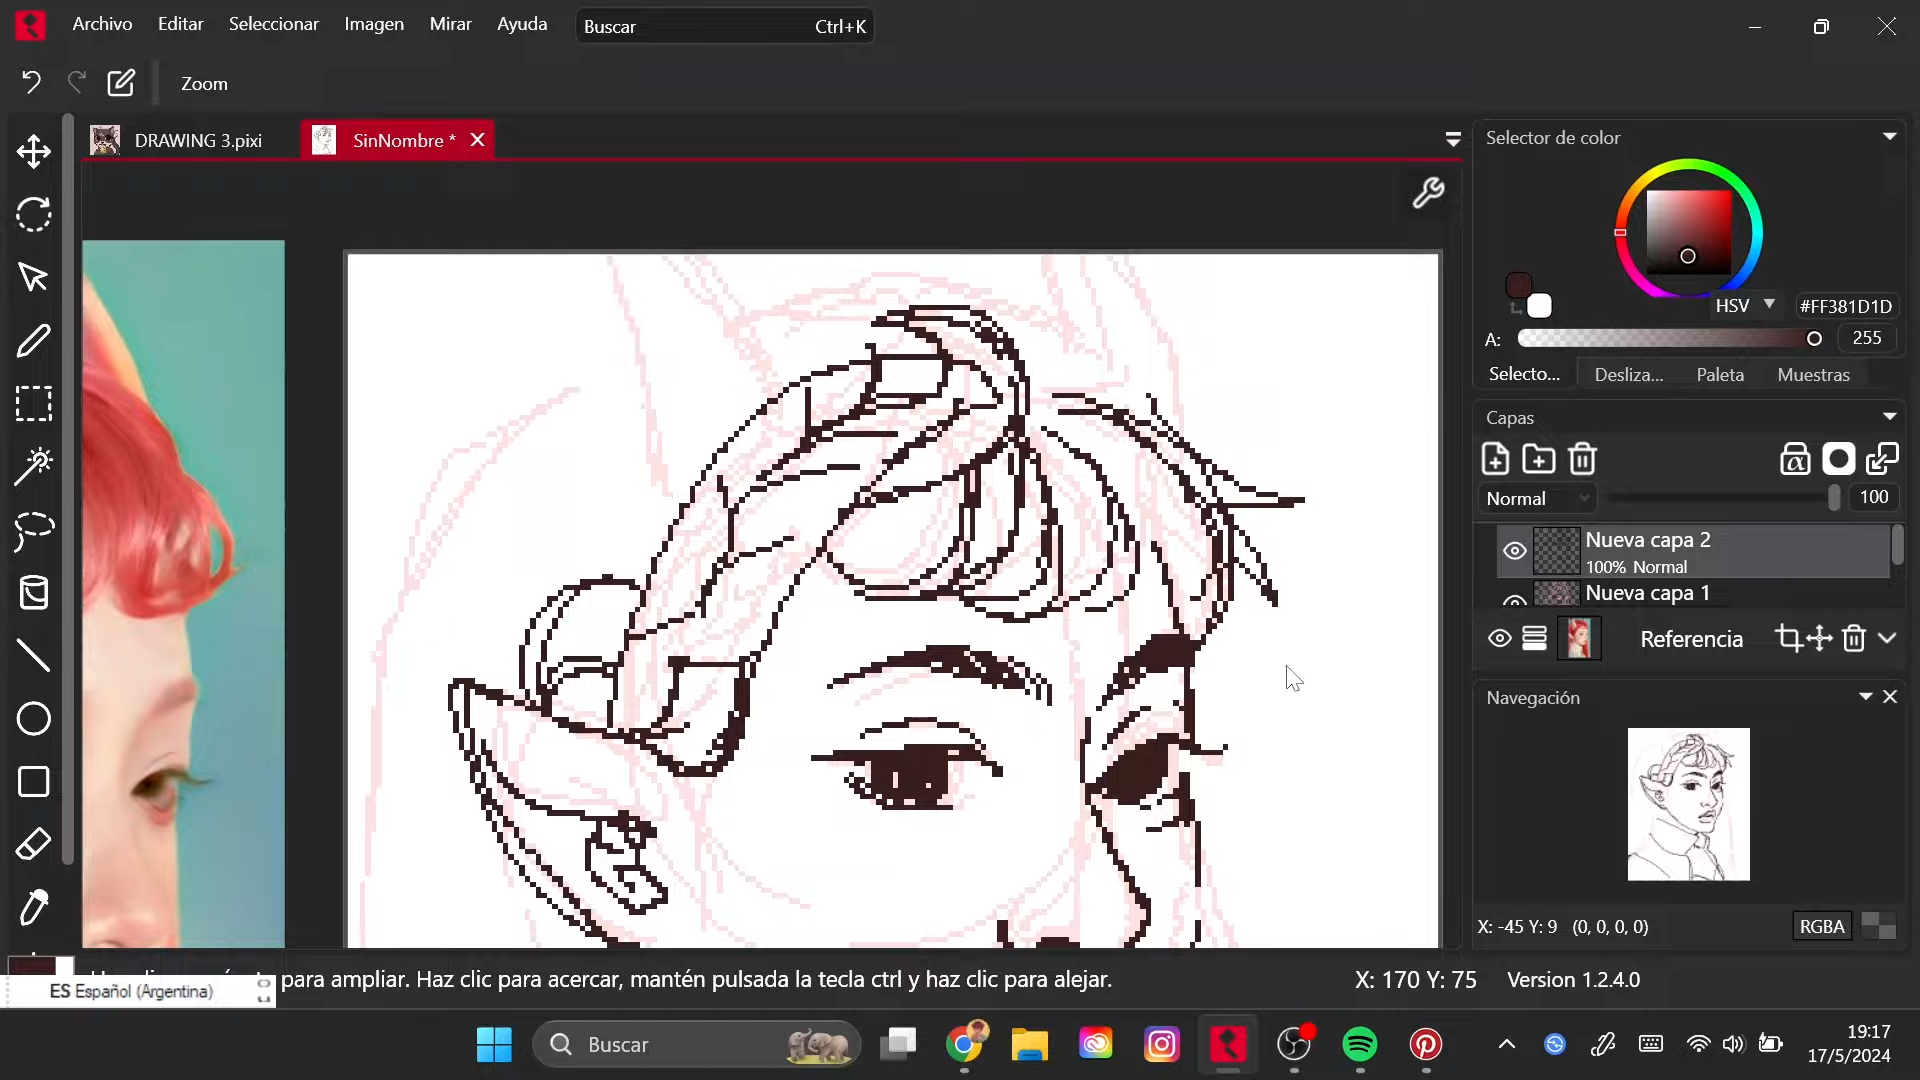 Archivo Editar Seleccionar Imagen Mirar Ayuda Buscar Ctrl+K
Zoom
DRAWING 3.pixi SinNombre *
Selector de color
HSV #FF381D1D
A: 255
Selecto... Desliza... Paleta Muestras
Capas
Normal 100
Nueva capa 2
100% Normal
Nueva capa 1
Referencia
Navegación
X: -45 Y: 9 (0, 0, 0, 0) RGBA
para ampliar. Haz clic para acercar, mantén pulsada la tecla ctrl y haz clic para alejar. X: 170 Y: 75 Version 1.2.4.0
ES Español (Argentina)
Buscar
19:17
17/5/2024